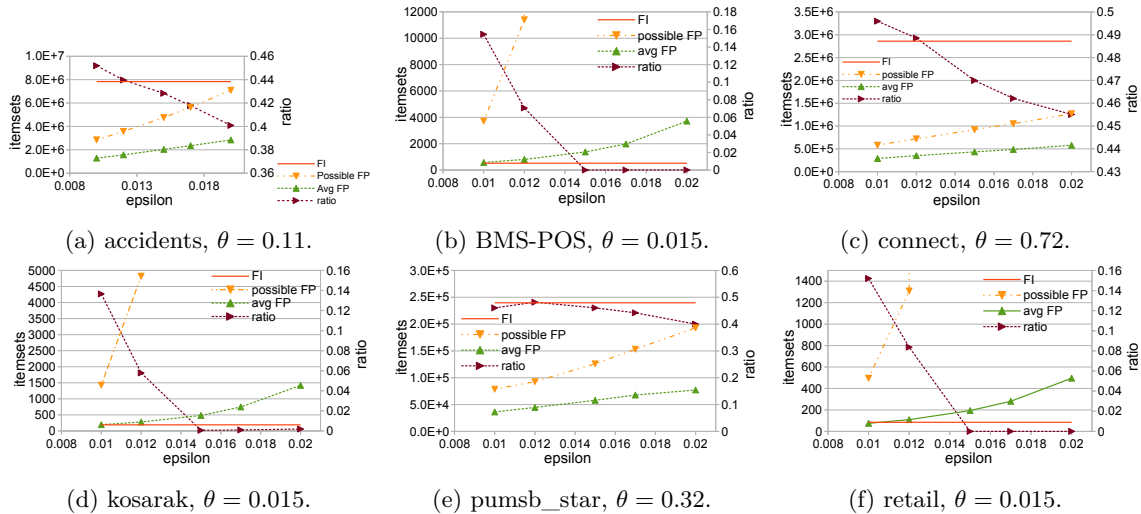 1.0E+7
8.0E+6
6.0E+6
4.0E+6
2.0E+6
0.0E+0
itemsets
0.46
0.44
0.42
0.4
0.38
0.36
ratio
0.008 0.013 0.018
epsilon
FI
Possible FP
Avg FP
ratio
(a) accidents, θ = 0.11.
12000
10000
8000
6000
4000
2000
0
itemsets
0.18
0.16
0.14
0.12
0.1
0.08
0.06
0.04
0.02
0
ratio
0.008 0.01 0.012 0.014 0.016 0.018 0.02
epsilon
FI
possible FP
avg FP
ratio
(b) BMS-POS, θ = 0.015.
3.5E+6
3.0E+6
2.5E+6
2.0E+6
1.5E+6
1.0E+6
5.0E+5
0.0E+0
itemsets
0.5
0.49
0.48
0.47
0.46
0.45
0.44
0.43
ratio
0.008 0.01 0.012 0.014 0.016 0.018 0.02
epsilon
FI
possible FP
avg FP
ratio
(c) connect, θ = 0.72.
5000
4500
4000
3500
3000
2500
2000
1500
1000
500
0
itemsets
0.16
0.14
0.12
0.1
0.08
0.06
0.04
0.02
0
ratio
0.008 0.01 0.012 0.014 0.016 0.018 0.02
epsilon
FI
possible FP
avg FP
ratio
(d) kosarak, θ = 0.015.
3.0E+5
2.5E+5
2.0E+5
1.5E+5
1.0E+5
5.0E+4
0.0E+0
itemsets
0.6
0.5
0.4
0.3
0.2
0.1
0
ratio
0.008 0.01 0.012 0.014 0.016 0.018 0.02
epsilon
FI
possible FP
avg FP
ratio
(e) pumsb_star, θ = 0.32.
1400
1200
1000
800
600
400
200
0
itemsets
0.16
0.14
0.12
0.1
0.08
0.06
0.04
0.02
0
ratio
0.008 0.01 0.012 0.014 0.016 0.018 0.02
epsilon
FI
possible FP
avg FP
ratio
(f) retail, θ = 0.015.